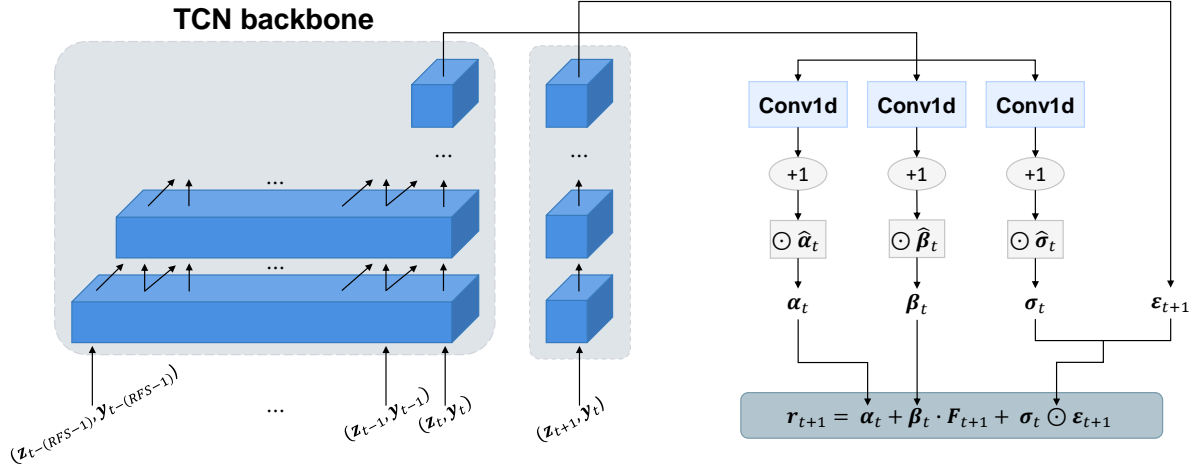 TCN backbone
Conv1d Conv1d Conv1d
... ...
+1 +1 +1
...
⊙ α̂_t ⊙ β̂_t ⊙ σ̂_t
...
α_t β_t σ_t ε_{t+1}
(z_{t−(RFS−1)}, y_{t−(RFS−1)}) ... (z_{t−1}, y_{t−1}) (z_t, y_t) (z_{t+1}, y_t)
r_{t+1} = α_t + β_t · F_{t+1} + σ_t ⊙ ε_{t+1}